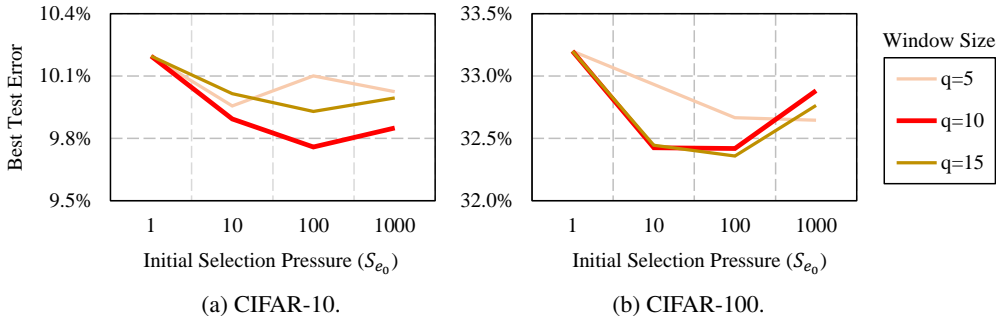 Best Test Error
10.4%
10.1%
9.8%
9.5%
1 10 100 1000
Initial Selection Pressure (S_{e_0})
(a) CIFAR-10.
33.5%
33.0%
32.5%
32.0%
1 10 100 1000
Initial Selection Pressure (S_{e_0})
(b) CIFAR-100.
Window Size
q=5
q=10
q=15